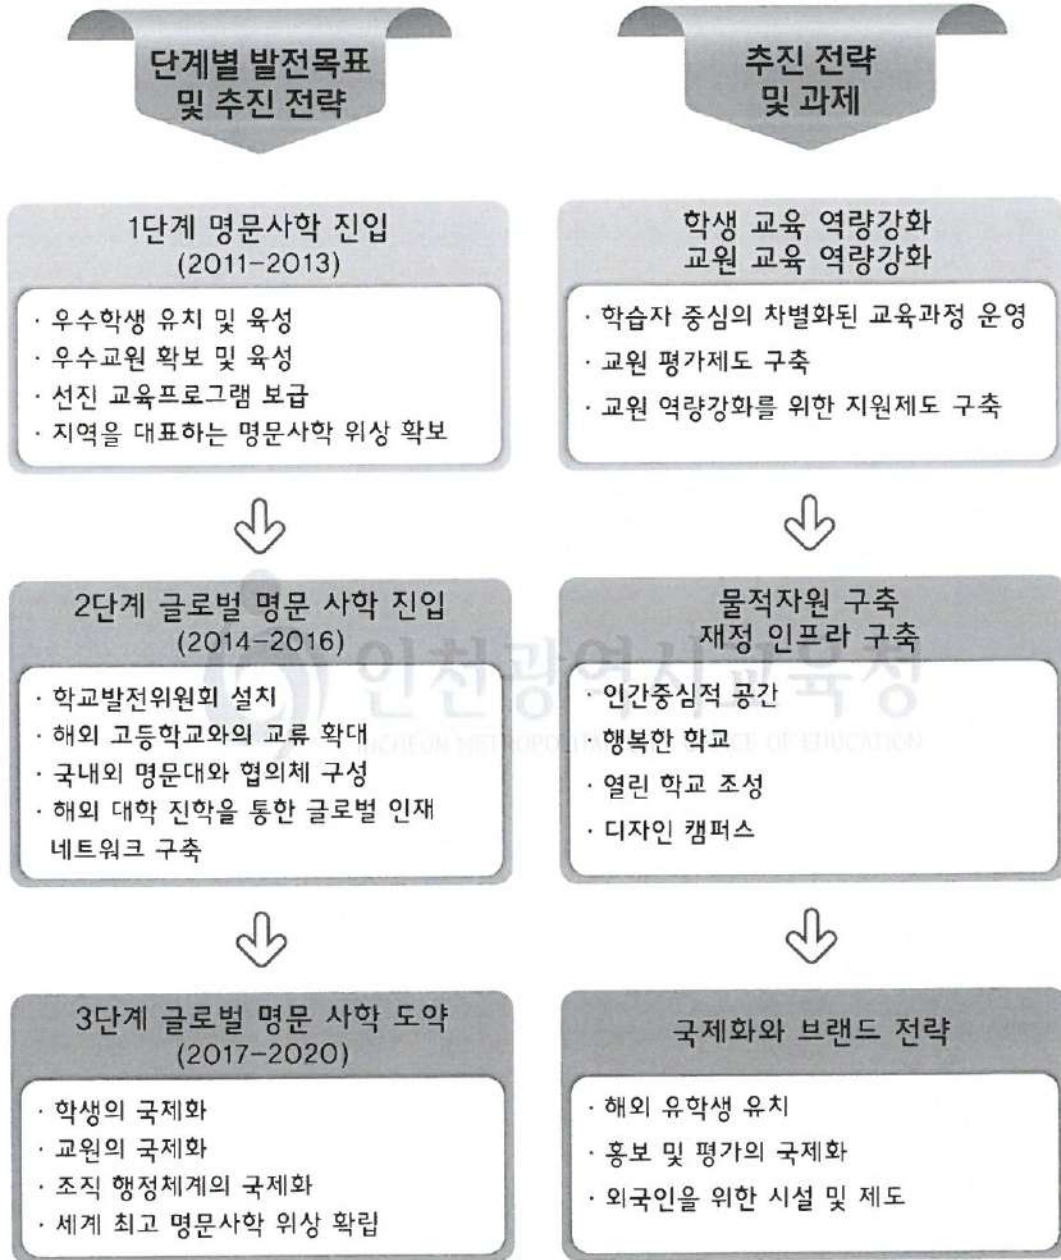 단계별 발전목표
및 추진 전략
추진 전략
및 과제
1단계 명문사학 진입
(2011-2013)
· 우수학생 유치 및 육성
· 우수교원 확보 및 육성
· 선진 교육프로그램 보급
· 지역을 대표하는 명문사학 위상 확보
학생 교육 역량강화
교원 교육 역량강화
· 학습자 중심의 차별화된 교육과정 운영
· 교원 평가제도 구축
· 교원 역량강화를 위한 지원제도 구축
2단계 글로벌 명문 사학 진입
(2014-2016)
· 학교발전위원회 설치
· 해외 고등학교와의 교류 확대
· 국내외 명문대와 협의체 구성
· 해외 대학 진학을 통한 글로벌 인재
네트워크 구축
물적자원 구축
재정 인프라 구축
· 인간중심적 공간
· 행복한 학교
· 열린 학교 조성
· 디자인 캠퍼스
인천광역시교육청
INCHEON METROPOLITAN OFFICE OF EDUCATION
3단계 글로벌 명문 사학 도약
(2017-2020)
· 학생의 국제화
· 교원의 국제화
· 조직 행정체계의 국제화
· 세계 최고 명문사학 위상 확립
국제화와 브랜드 전략
· 해외 유학생 유치
· 홍보 및 평가의 국제화
· 외국인을 위한 시설 및 제도